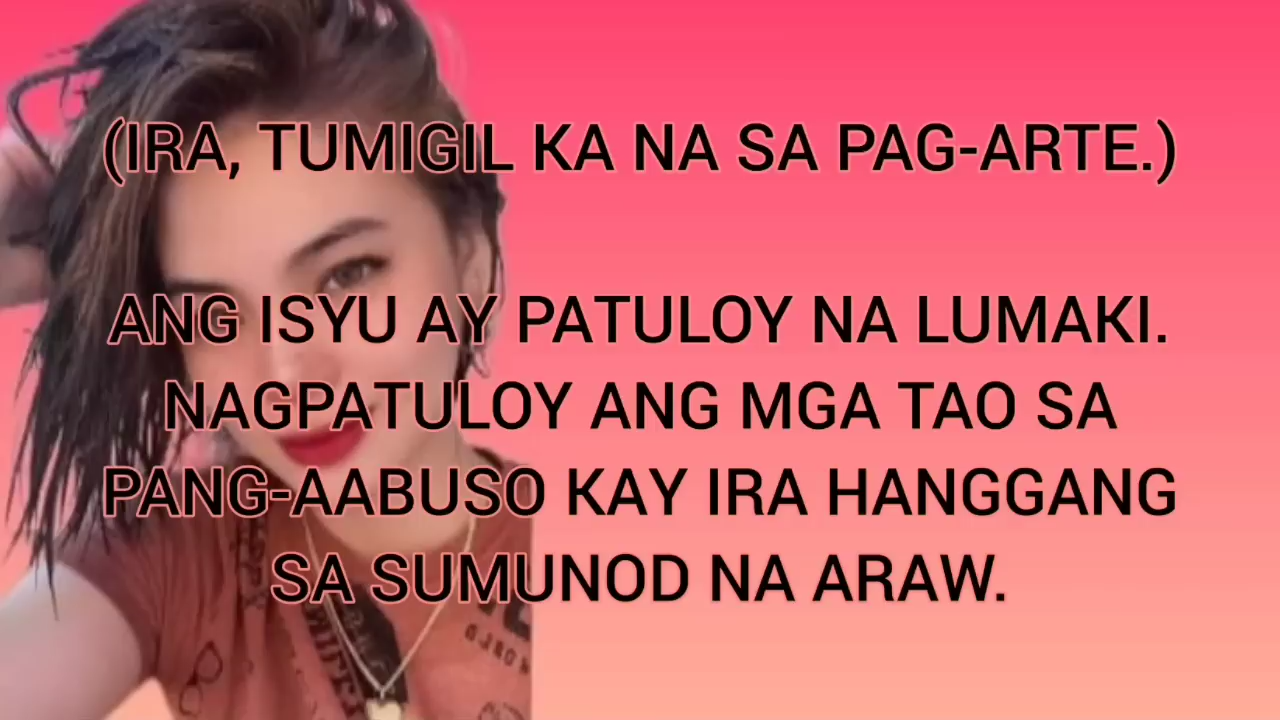 (IRA, TUMIGIL KA NA SA PAG-ARTE.)
ANG ISYU AY PATULOY NA LUMAKI.
NAGPATULOY ANG MGA TAO SA
PANG-AABUSO KAY IRA HANGGANG
SA SUMUNOD NA ARAW.